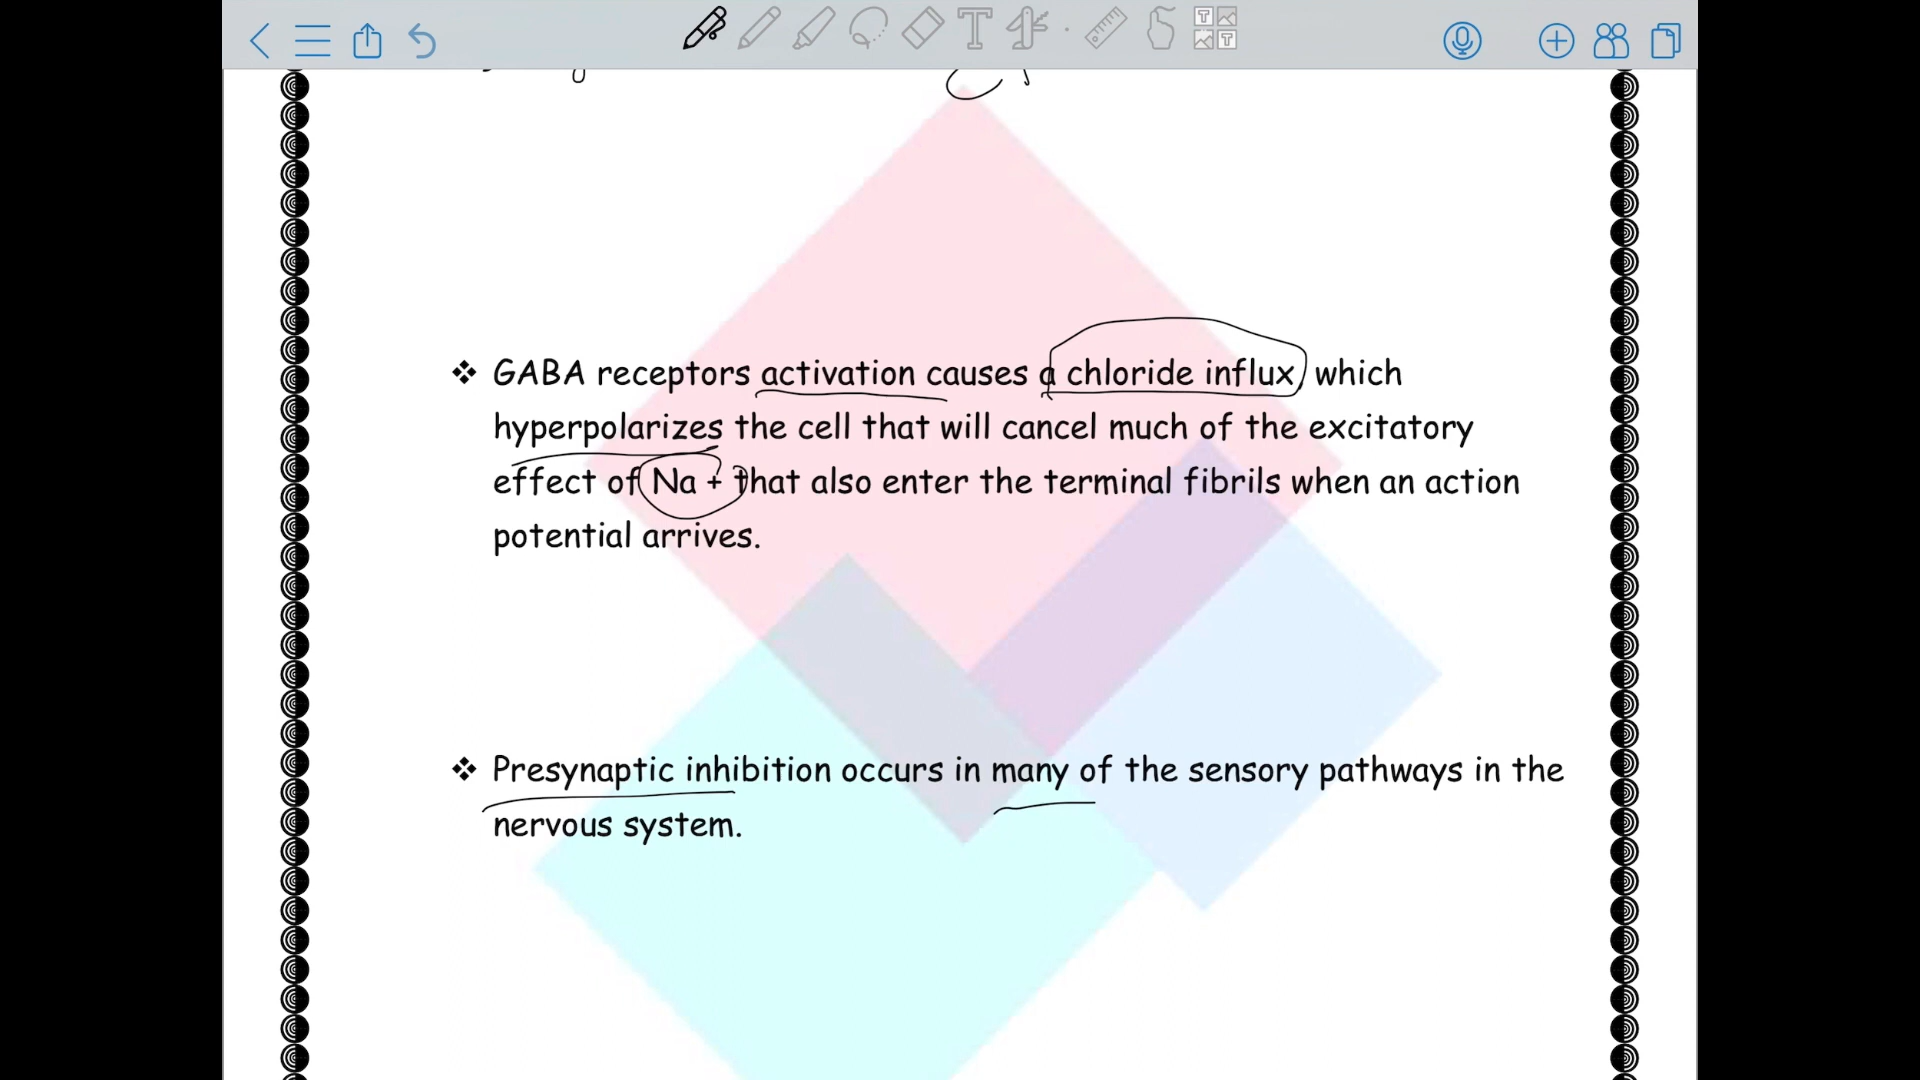 ❖ GABA receptors activation causes a chloride influx, which
hyperpolarizes the cell that will cancel much of the excitatory
effect of Na + that also enter the terminal fibrils when an action
potential arrives.
❖ Presynaptic inhibition occurs in many of the sensory pathways in the
nervous system.